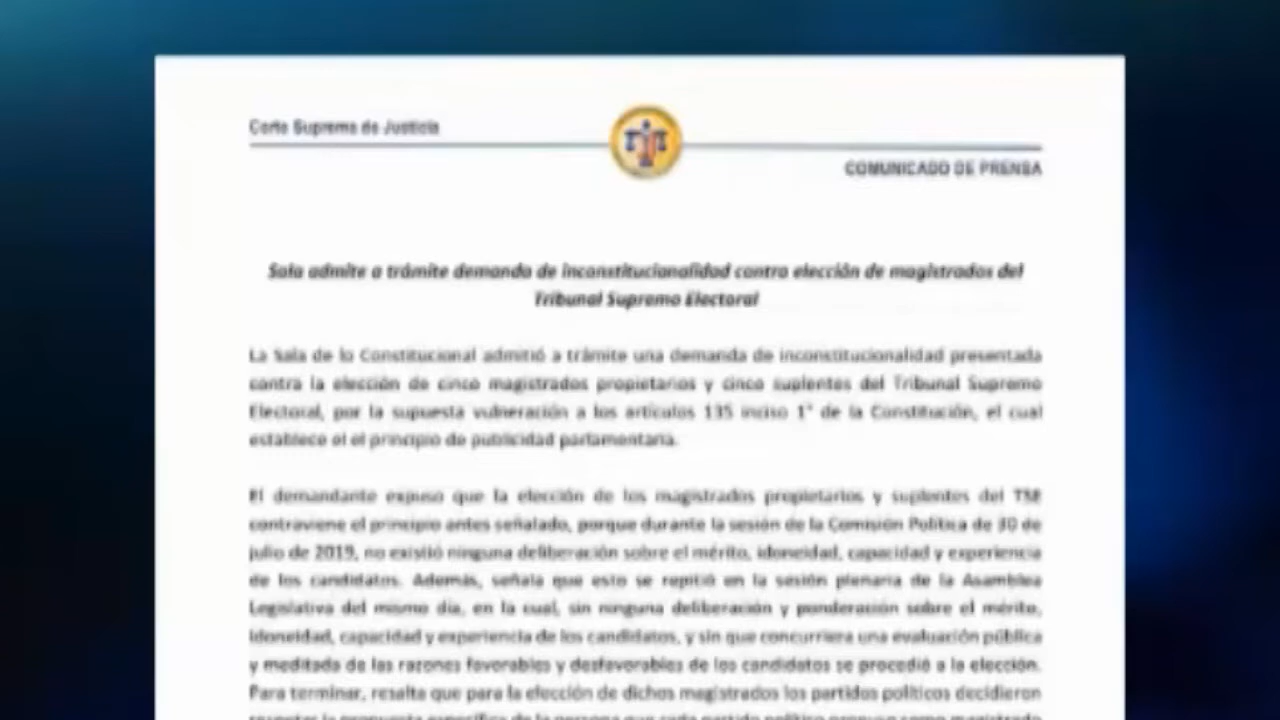 Corte Suprema de Justicia
COMUNICADO DE PRENSA
Sala admite a trámite demanda de inconstitucionalidad contra elección de magistrados del
Tribunal Supremo Electoral
La Sala de lo Constitucional admitió a trámite una demanda de inconstitucionalidad presentada
contra la elección de cinco magistrados propietarios y cinco suplentes del Tribunal Supremo
Electoral, por la supuesta vulneración a los artículos 135 inciso 1° de la Constitución, el cual
establece el el principio de publicidad parlamentaria.
El demandante expuso que la elección de los magistrados propietarios y suplentes del TSE
contraviene el principio antes señalado, porque durante la sesión de la Comisión Política de 30 de
julio de 2019, no existió ninguna deliberación sobre el mérito, idoneidad, capacidad y experiencia
de los candidatos. Además, señala que esto se repitió en la sesión plenaria de la Asamblea
Legislativa del mismo día, en la cual, sin ninguna deliberación y ponderación sobre el mérito,
idoneidad, capacidad y experiencia de los candidatos, y sin que concurriera una evaluación pública
y meditada de las razones favorables y desfavorables de los candidatos se procedió a la elección.
Para terminar, resalta que para la elección de dichos magistrados los partidos políticos decidieron